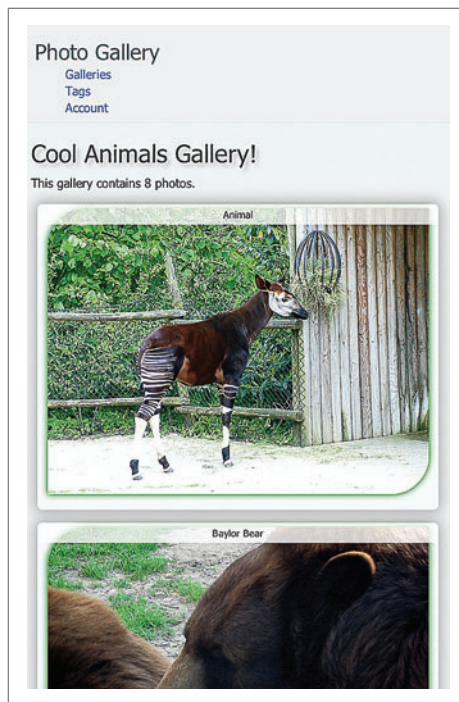 Photo Gallery
Galleries
Tags
Account
Cool Animals Gallery!
This gallery contains 8 photos.
Animal
Baylor Bear